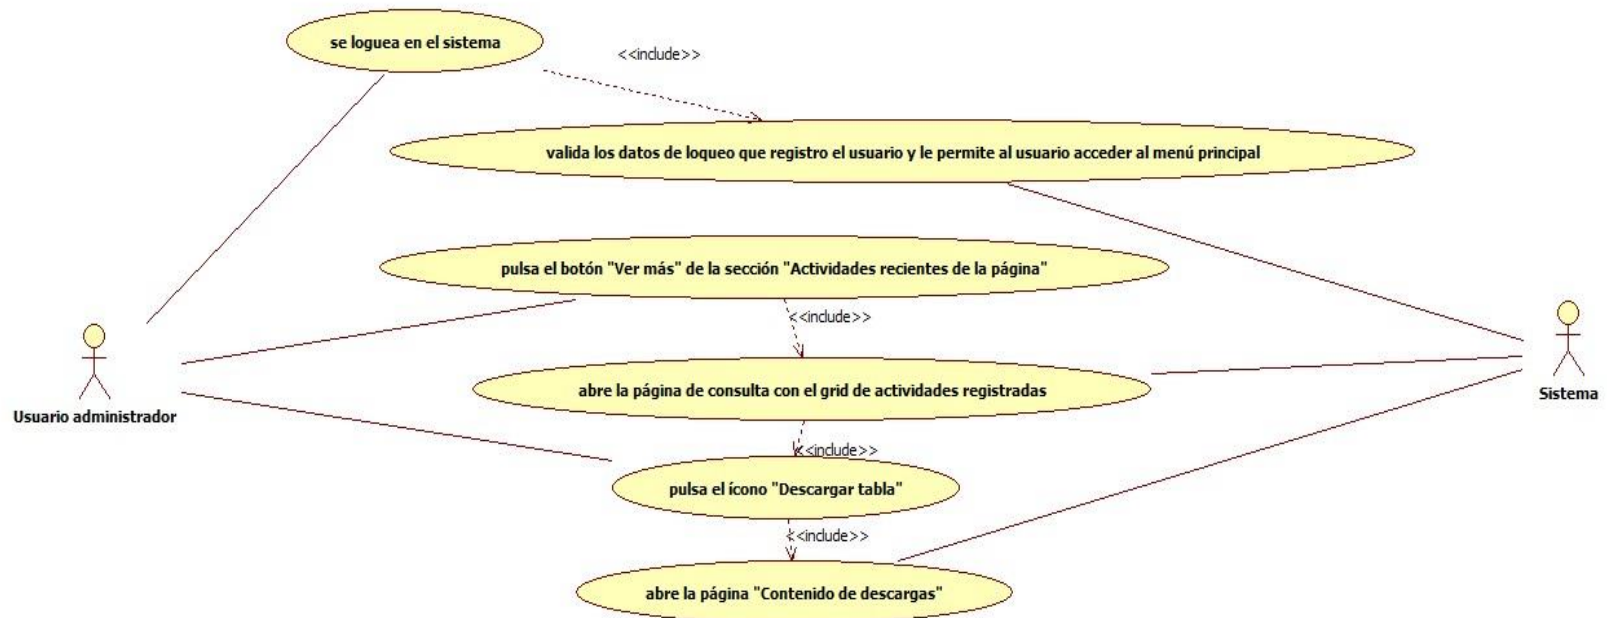 se loguea en el sistema
<<include>>
valida los datos de loqueo que registro el usuario y le permite al usuario acceder al menú principal
pulsa el botón "Ver más" de la sección "Actividades recientes de la página"
<<include>>
abre la página de consulta con el grid de actividades registradas
Usuario administrador
Sistema
<<include>>
pulsa el ícono "Descargar tabla"
<<include>>
abre la página "Contenido de descargas"